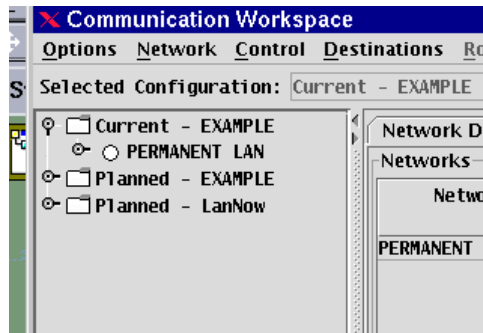 Communication Workspace
Options Network Control Destinations
Selected Configuration: Current - EXAMPLE
Current - EXAMPLE
PERMANENT LAN
Planned - EXAMPLE
Planned - LanNow
Network D
Networks
Netwo
PERMANENT